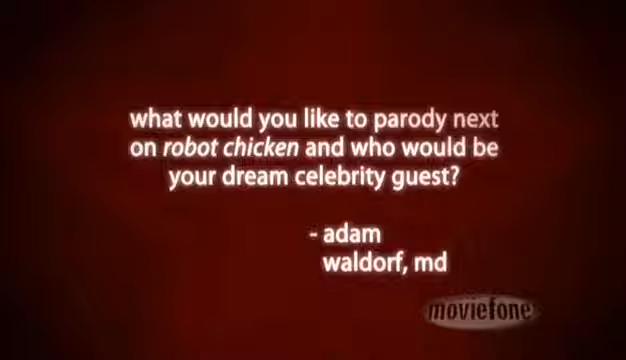 what would you like to parody next
on robot chicken and who would be
your dream celebrity guest?
- adam
waldorf, md
moviefone